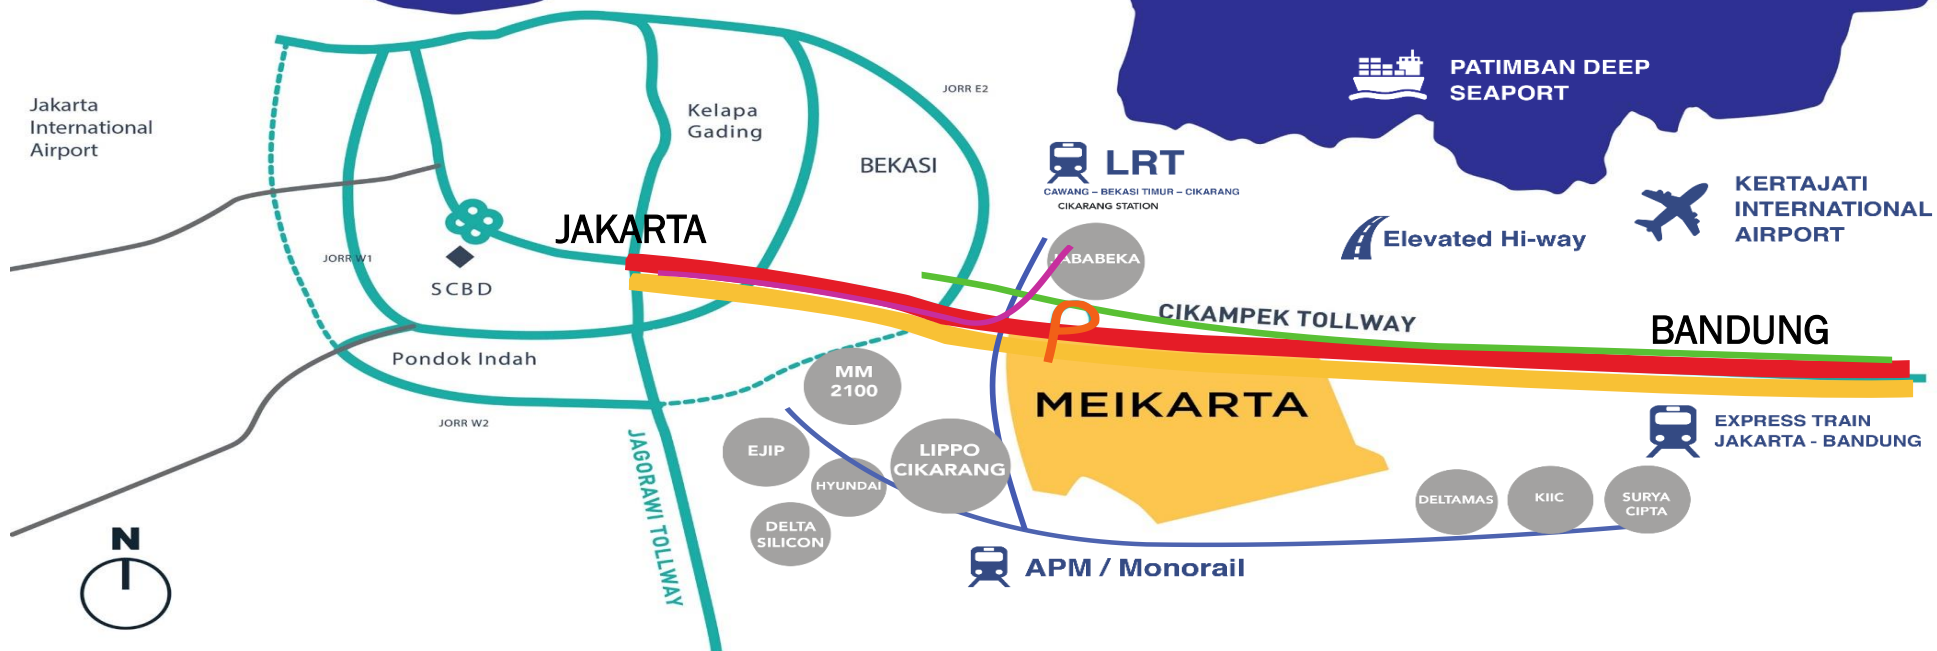 PATIMBAN DEEP
SEAPORT
JORR E2
Jakarta
International
Airport
Kelapa
Gading
BEKASI
LRT
CAWANG – BEKASI TIMUR – CIKARANG
CIKARANG STATION
KERTAJATI
INTERNATIONAL
AIRPORT
JAKARTA
Elevated Hi-way
JORR W1
SCBD
JABABEKA
CIKAMPEK TOLLWAY
BANDUNG
Pondok Indah
MM
2100
MEIKARTA
JORR W2
EXPRESS TRAIN
JAKARTA - BANDUNG
JAGORAWI TOLLWAY
EJIP
LIPPO
CIKARANG
HYUNDAI
DELTAMAS
KIIC
SURYA
CIPTA
DELTA
SILICON
N
APM / Monorail